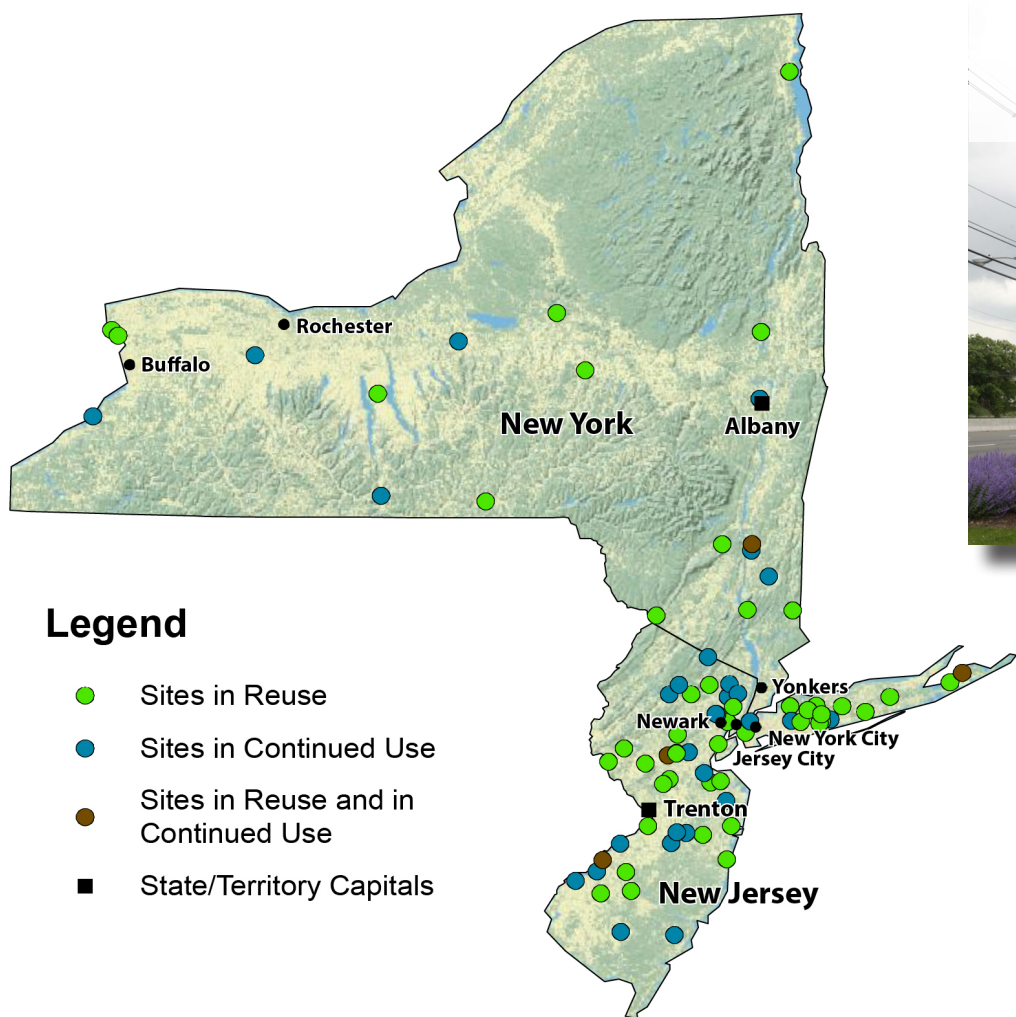 Rochester
Buffalo
New York
Albany
Legend
Sites in Reuse
Sites in Continued Use
Sites in Reuse and in
Continued Use
State/Territory Capitals
Yonkers
Newark
New York City
Jersey City
Trenton
New Jersey